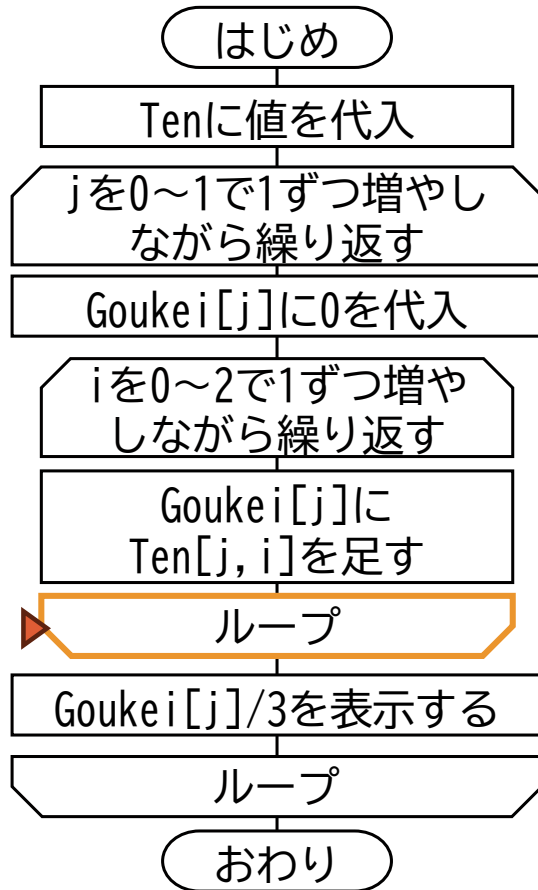 はじめ
Tenに値を代入
jを0～1で1ずつ増やし
ながら繰り返す
Goukei[j]に0を代入
iを0～2で1ずつ増や
しながら繰り返す
Goukei[j]に
Ten[j,i]を足す
ループ
Goukei[j]/3を表示する
ループ
おわり